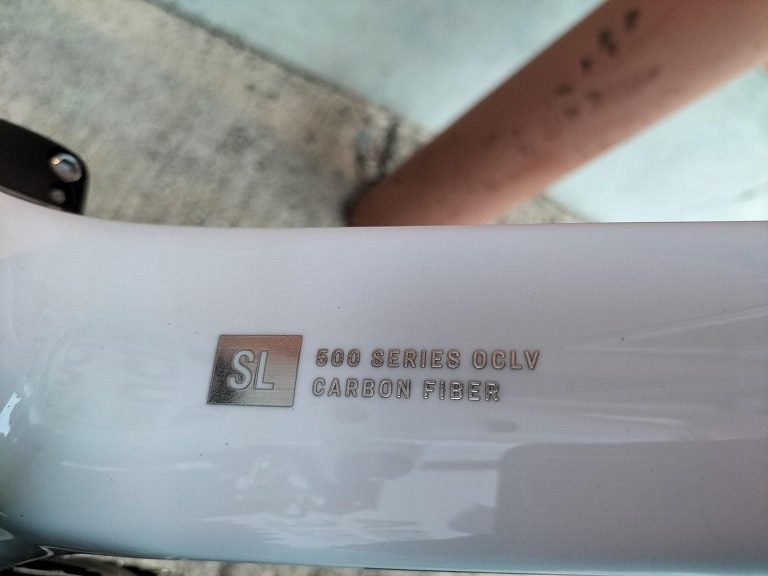 SL
500 SERIES OCLV
CARBON FIBER